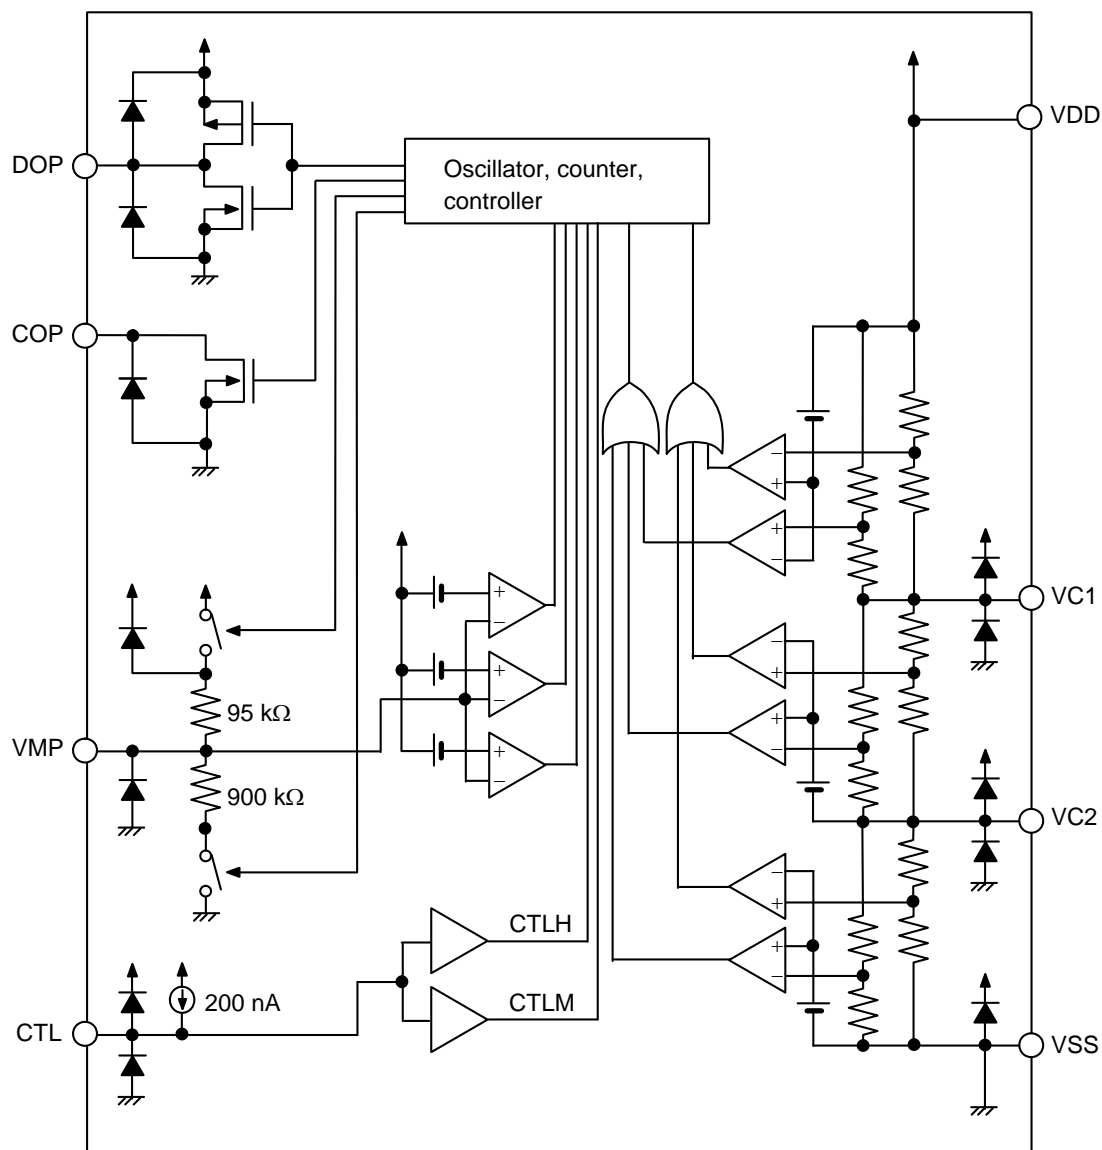 VDD
DOP
Oscillator, counter,
controller
COP
−
+
+
−
VC1
+
−
−
+
+
−
95 kΩ
+
−
VMP
+
−
900 kΩ
VC2
−
+
CTLH
+
−
200 nA
CTLM
CTL
VSS